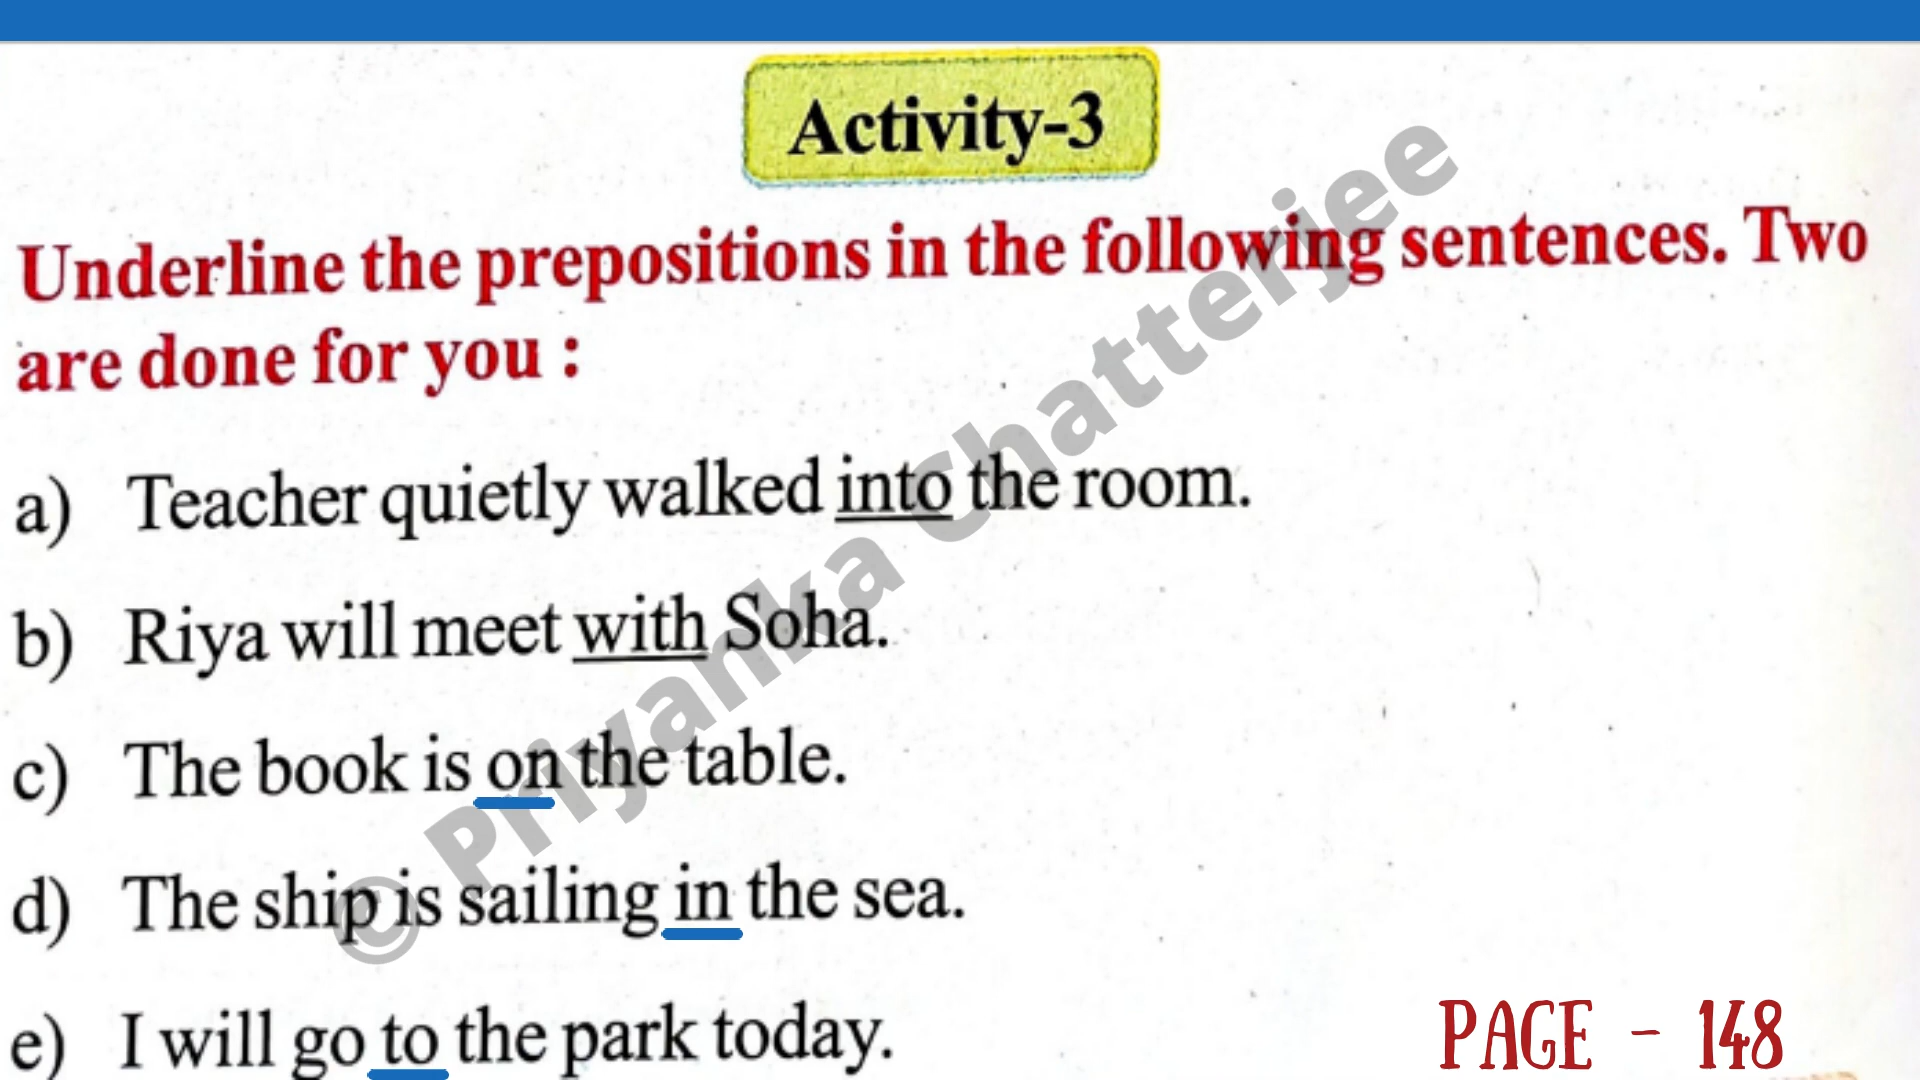 Activity-3
Underline the prepositions in the following sentences. Two
are done for you :
a) Teacher quietly walked into the room.
b) Riya will meet with Soha.
c) The book is on the table.
d) The ship is sailing in the sea.
e) I will go to the park today.
© Priyanka Chatterjee
PAGE - 148